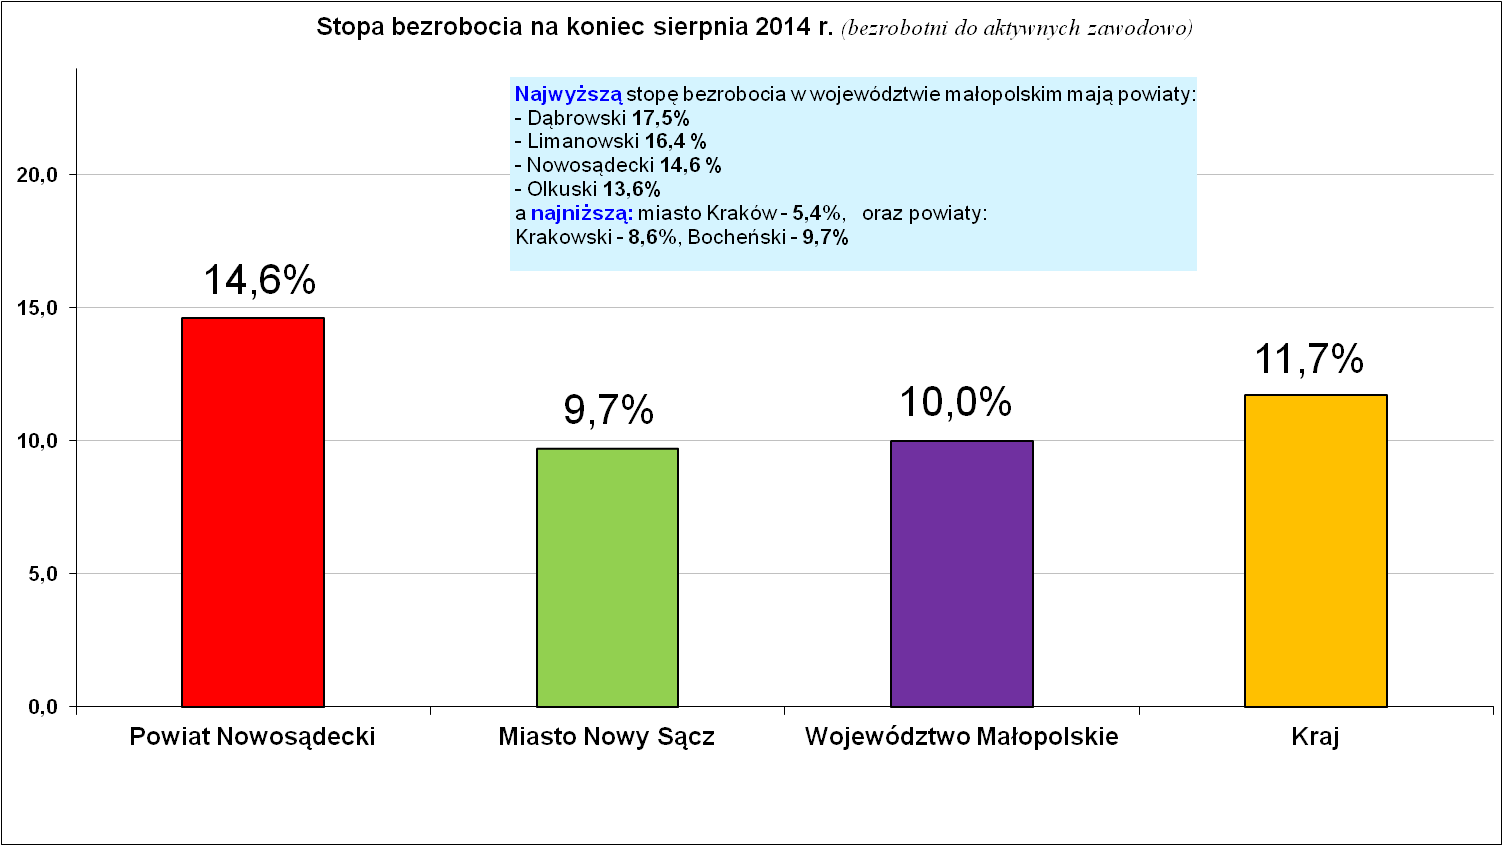 Stopa bezrobocia na koniec sierpnia 2014 r. (bezrobotni do aktywnych zawodowo)
Najwyższą stopę bezrobocia w województwie małopolskim mają powiaty:
- Dąbrowski 17,5%
- Limanowski 16,4 %
- Nowosądecki 14,6 %
- Olkuski 13,6%
a najniższą: miasto Kraków - 5,4%, oraz powiaty:
Krakowski - 8,6%, Bocheński - 9,7%
20,0
15,0
10,0
5,0
0,0
14,6%
9,7%
10,0%
11,7%
Powiat Nowosądecki
Miasto Nowy Sącz
Województwo Małopolskie
Kraj